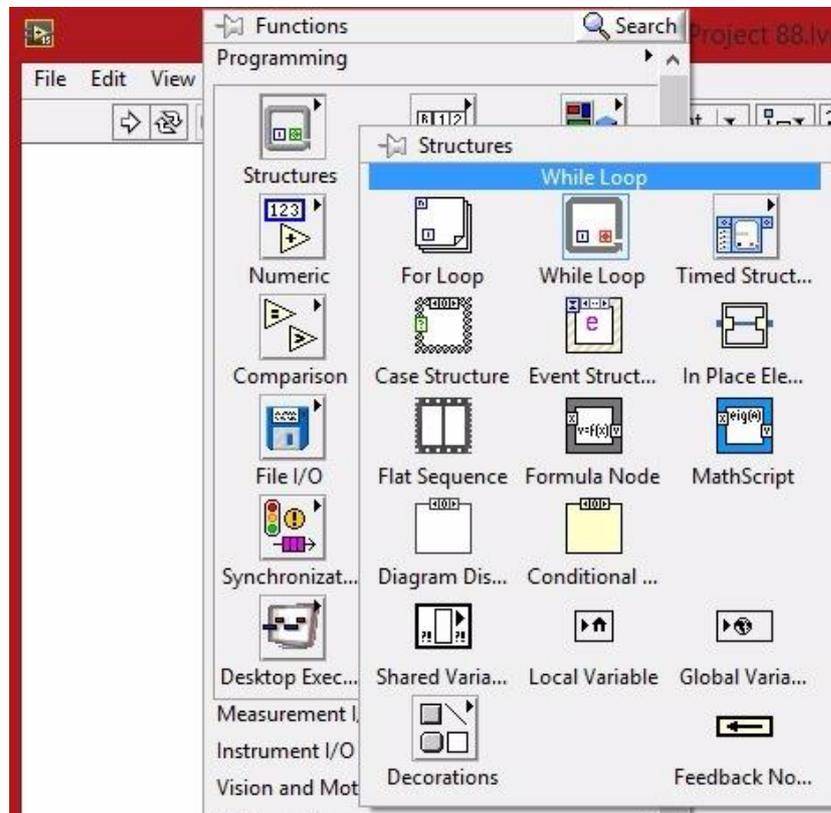 Functions
Search
Project 88.lv
Programming
File Edit View
Structures
Structures
While Loop
For Loop
While Loop
Timed Struct...
Numeric
Case Structure
Event Struct...
In Place Ele...
Comparison
Flat Sequence
Formula Node
MathScript
File I/O
Diagram Dis...
Conditional ...
Synchronizat...
Shared Varia...
Local Variable
Global Varia...
Desktop Exec...
Decorations
Feedback No...
Measurement I
Instrument I/O
Vision and Mot